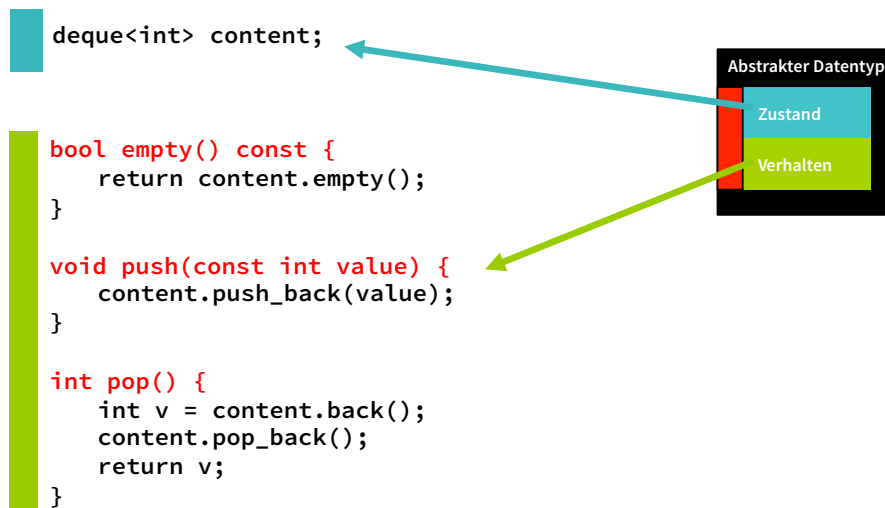 deque<int> content;
bool empty() const {
return content.empty();
}
void push(const int value) {
content.push_back(value);
}
int pop() {
int v = content.back();
content.pop_back();
return v;
}
Abstrakter Datentyp
Zustand
Verhalten